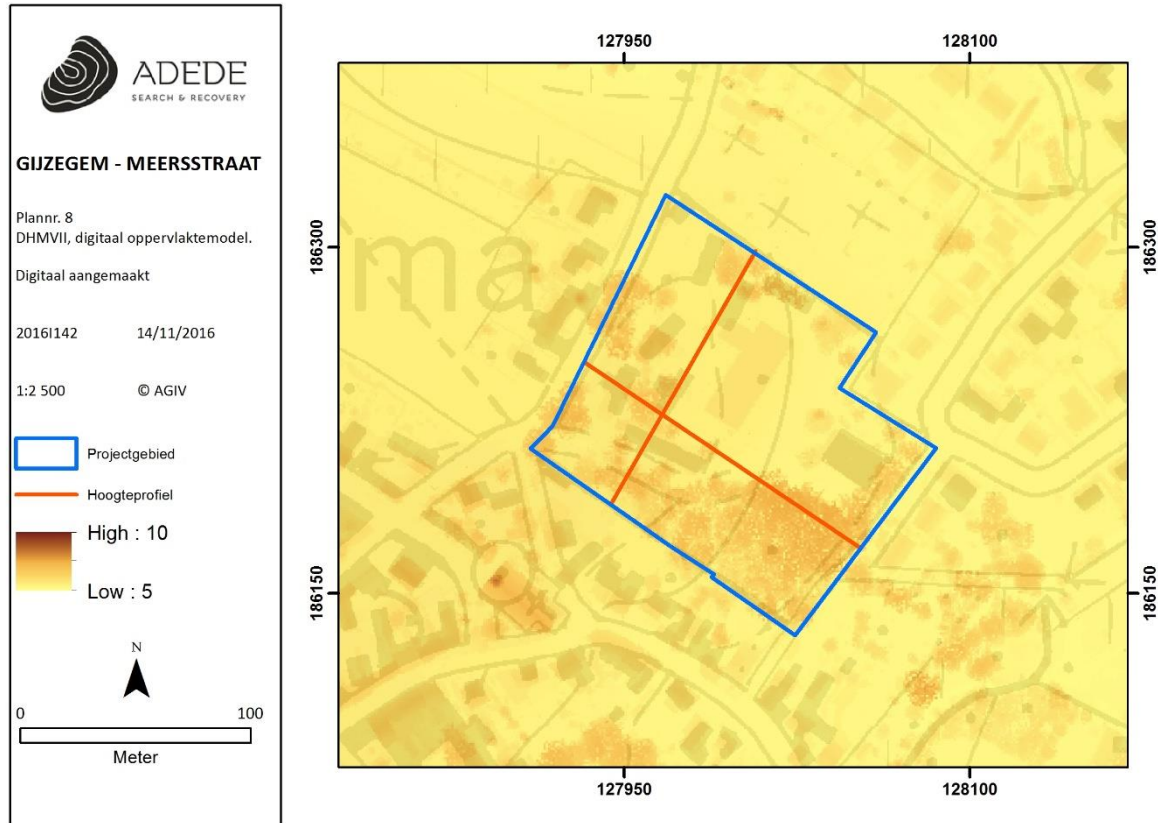 ADEDE
SEARCH & RECOVERY
GIJZEGEM - MEERSSTRAAT
Plannr. 8
DHMVII, digitaal oppervlaktemodel.
Digitaal aangemaakt
2016I142 14/11/2016
1:2 500 © AGIV
Projectgebied
Hoogteprofiel
High : 10
Low : 5
N
0 100
Meter
127950 128100
186300 186300
ma
186150 186150
127950 128100